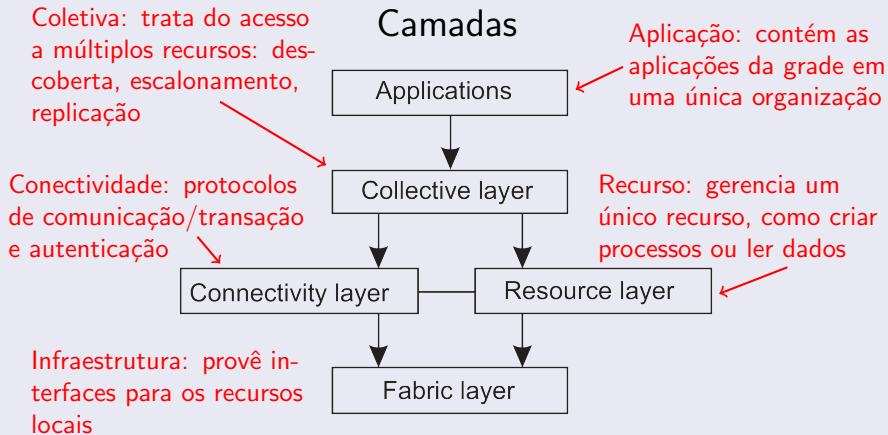 Camadas
Coletiva: trata do acesso
a múltiplos recursos: des-
coberta, escalonamento,
replicação
Aplicação: contém as
aplicações da grade em
uma única organização
Applications
Collective layer
Conectividade: protocolos
de comunicação/transação
e autenticação
Recurso: gerencia um
único recurso, como criar
processos ou ler dados
Connectivity layer
Resource layer
Infraestrutura: provê in-
terfaces para os recursos
locais
Fabric layer